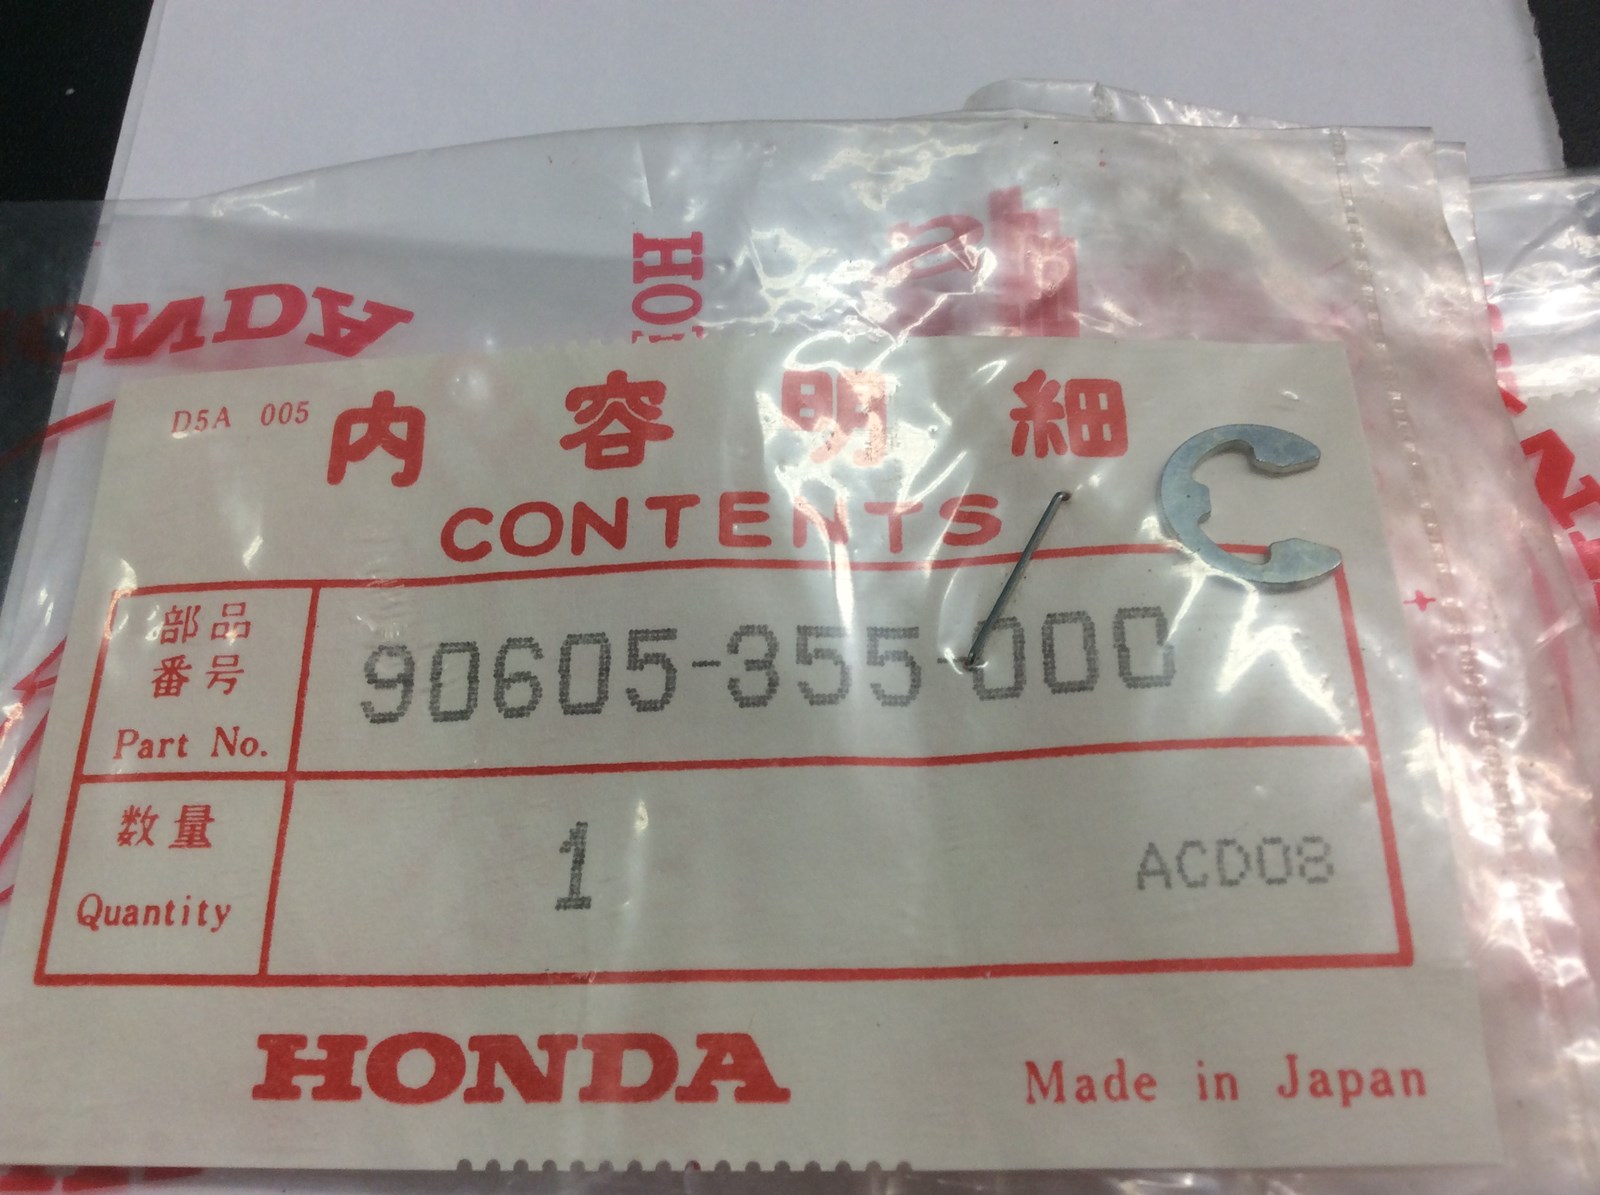 HONDA
HO
D5A 005
内容明細
CONTENTS
部品
番号
Part No.
90605-355-000
数量
Quantity
1
ACD08
HONDA
Made in Japan